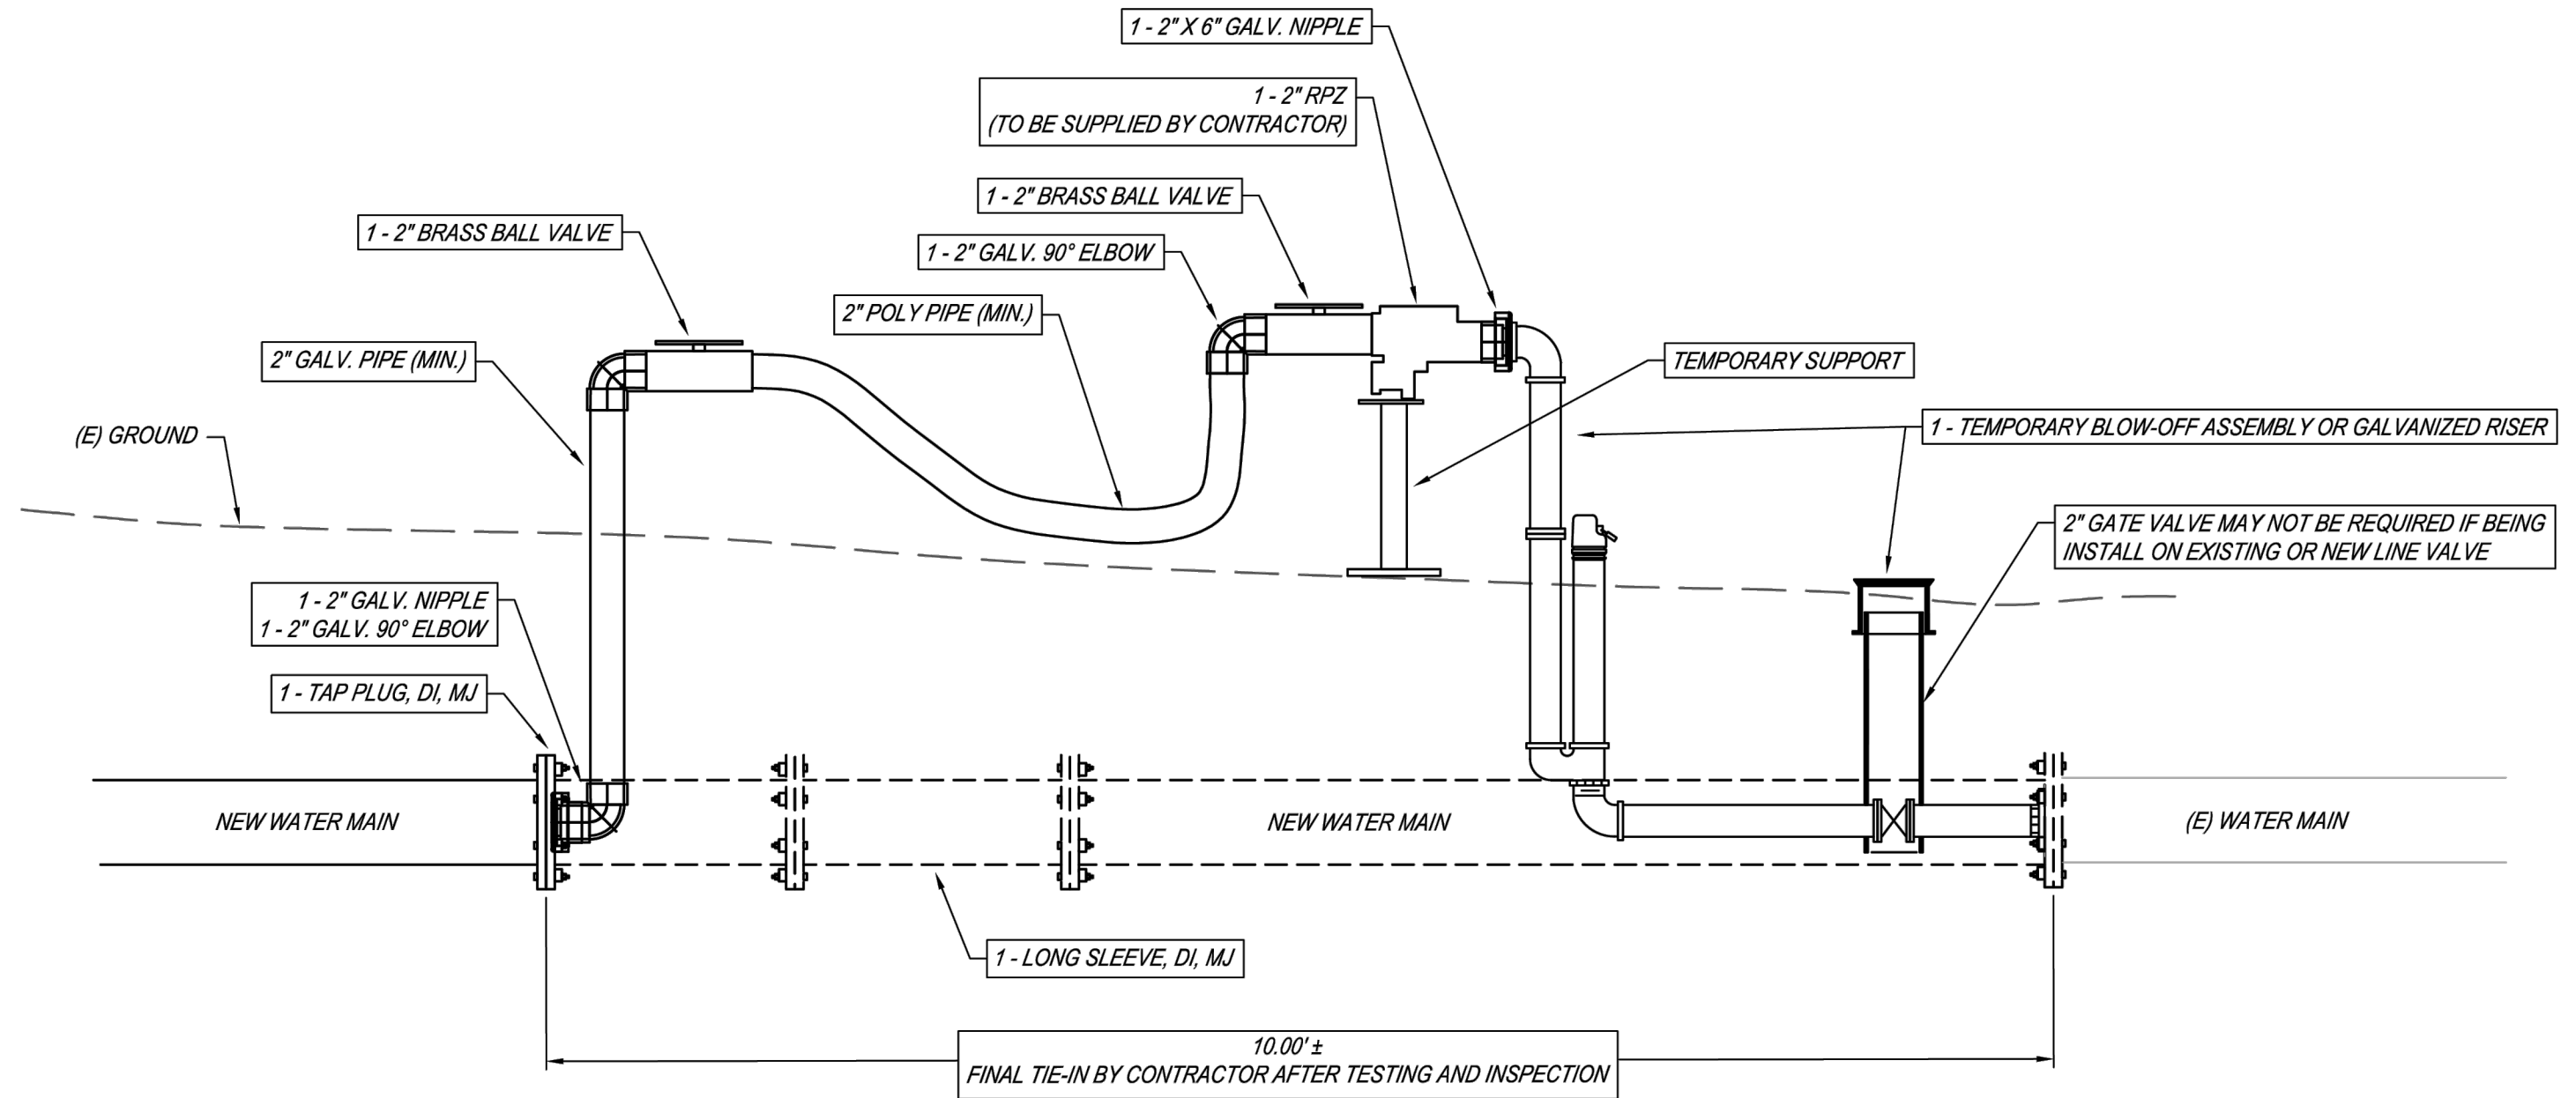 1 - 2" X 6" GALV. NIPPLE
1 - 2" RPZ
(TO BE SUPPLIED BY CONTRACTOR)
1 - 2" BRASS BALL VALVE
1 - 2" BRASS BALL VALVE
1 - 2" GALV. 90° ELBOW
2" POLY PIPE (MIN.)
2" GALV. PIPE (MIN.)
TEMPORARY SUPPORT
(E) GROUND
1 - TEMPORARY BLOW-OFF ASSEMBLY OR GALVANIZED RISER
2" GATE VALVE MAY NOT BE REQUIRED IF BEING
INSTALL ON EXISTING OR NEW LINE VALVE
1 - 2" GALV. NIPPLE
1 - 2" GALV. 90° ELBOW
1 - TAP PLUG, DI, MJ
NEW WATER MAIN
NEW WATER MAIN
(E) WATER MAIN
1 - LONG SLEEVE, DI, MJ
10.00' ±
FINAL TIE-IN BY CONTRACTOR AFTER TESTING AND INSPECTION